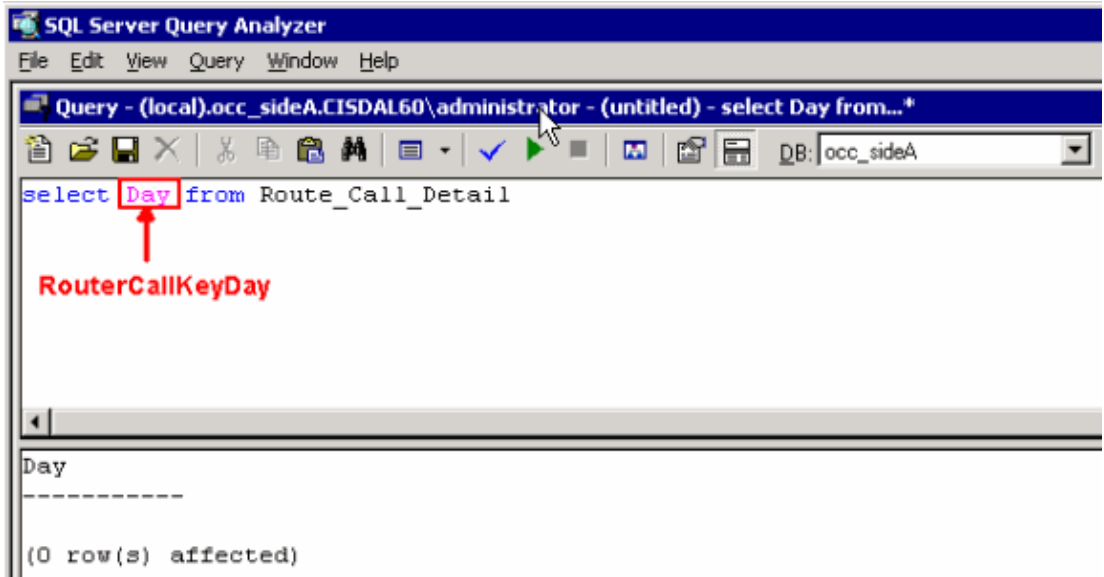 SQL Server Query Analyzer
File Edit View Query Window Help
Query - (local).occ_sideA.CISDAL60\administrator - (untitled) - select Day from...*
DB: occ_sideA
select Day from Route_Call_Detail
RouterCallKeyDay
Day
-----------
(0 row(s) affected)